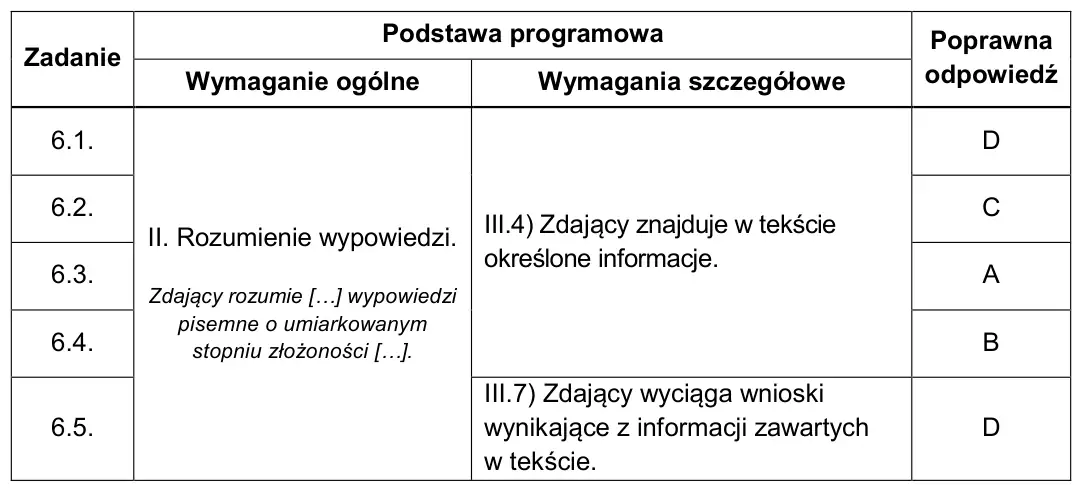 Zadanie
Podstawa programowa
Poprawna
odpowiedź
Wymaganie ogólne
Wymagania szczegółowe
6.1.
II. Rozumienie wypowiedzi.
Zdający rozumie […] wypowiedzi
pisemne o umiarkowanym
stopniu złożoności […].
III.4) Zdający znajduje w tekście
określone informacje.
D
6.2.
C
6.3.
A
6.4.
B
6.5.
III.7) Zdający wyciąga wnioski
wynikające z informacji zawartych
w tekście.
D